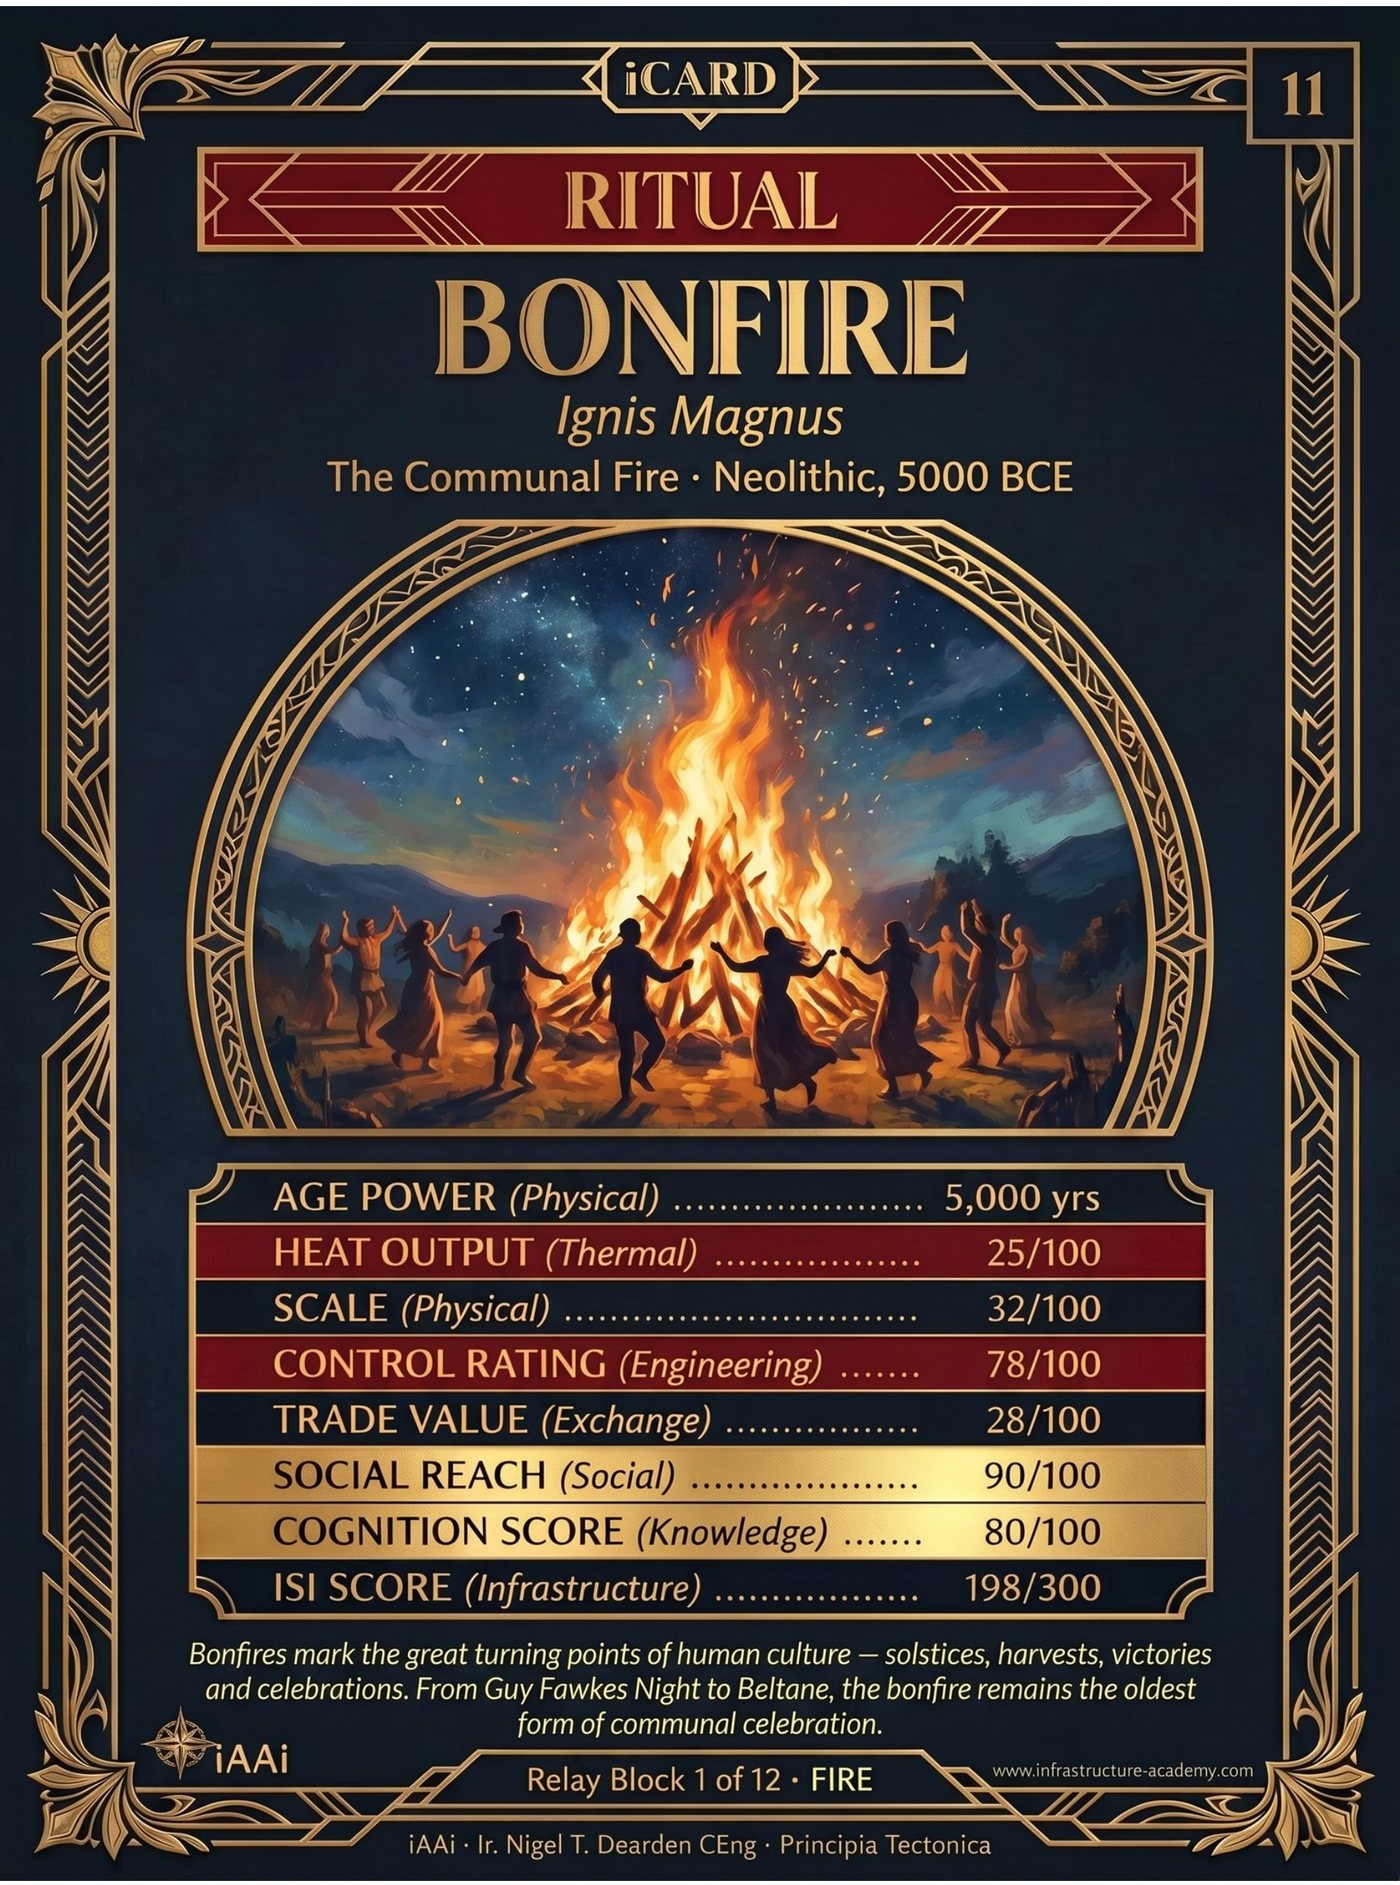 iCARD
11
RITUAL
BONFIRE
Ignis Magnus
The Communal Fire · Neolithic, 5000 BCE
AGE POWER (Physical) ...................... 5,000 yrs
HEAT OUTPUT (Thermal) .................. 25/100
SCALE (Physical) ............................... 32/100
CONTROL RATING (Engineering) ....... 78/100
TRADE VALUE (Exchange) ................. 28/100
SOCIAL REACH (Social) .................... 90/100
COGNITION SCORE (Knowledge) ....... 80/100
ISI SCORE (Infrastructure) .................. 198/300
Bonfires mark the great turning points of human culture — solstices, harvests, victories
and celebrations. From Guy Fawkes Night to Beltane, the bonfire remains the oldest
form of communal celebration.
iAAi
Relay Block 1 of 12 · FIRE
www.infrastructure-academy.com
iAAi · Ir. Nigel T. Dearden CEng · Principia Tectonica